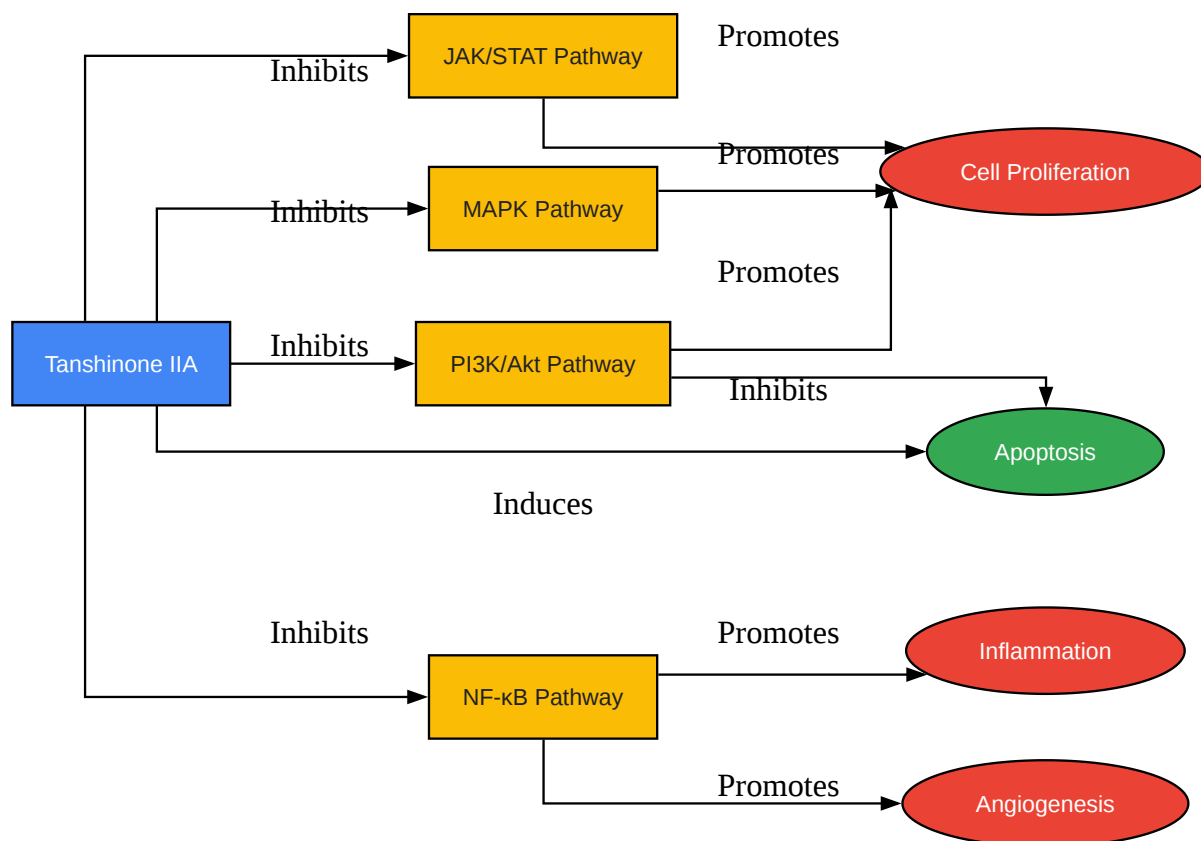 Promotes
JAK/STAT Pathway
Inhibits
Promotes
Cell Proliferation
MAPK Pathway
Inhibits
Promotes
Inhibits
Tanshinone IIA
PI3K/Akt Pathway
Inhibits
Apoptosis
Induces
Inhibits
Promotes
Inflammation
NF-κB Pathway
Promotes
Angiogenesis